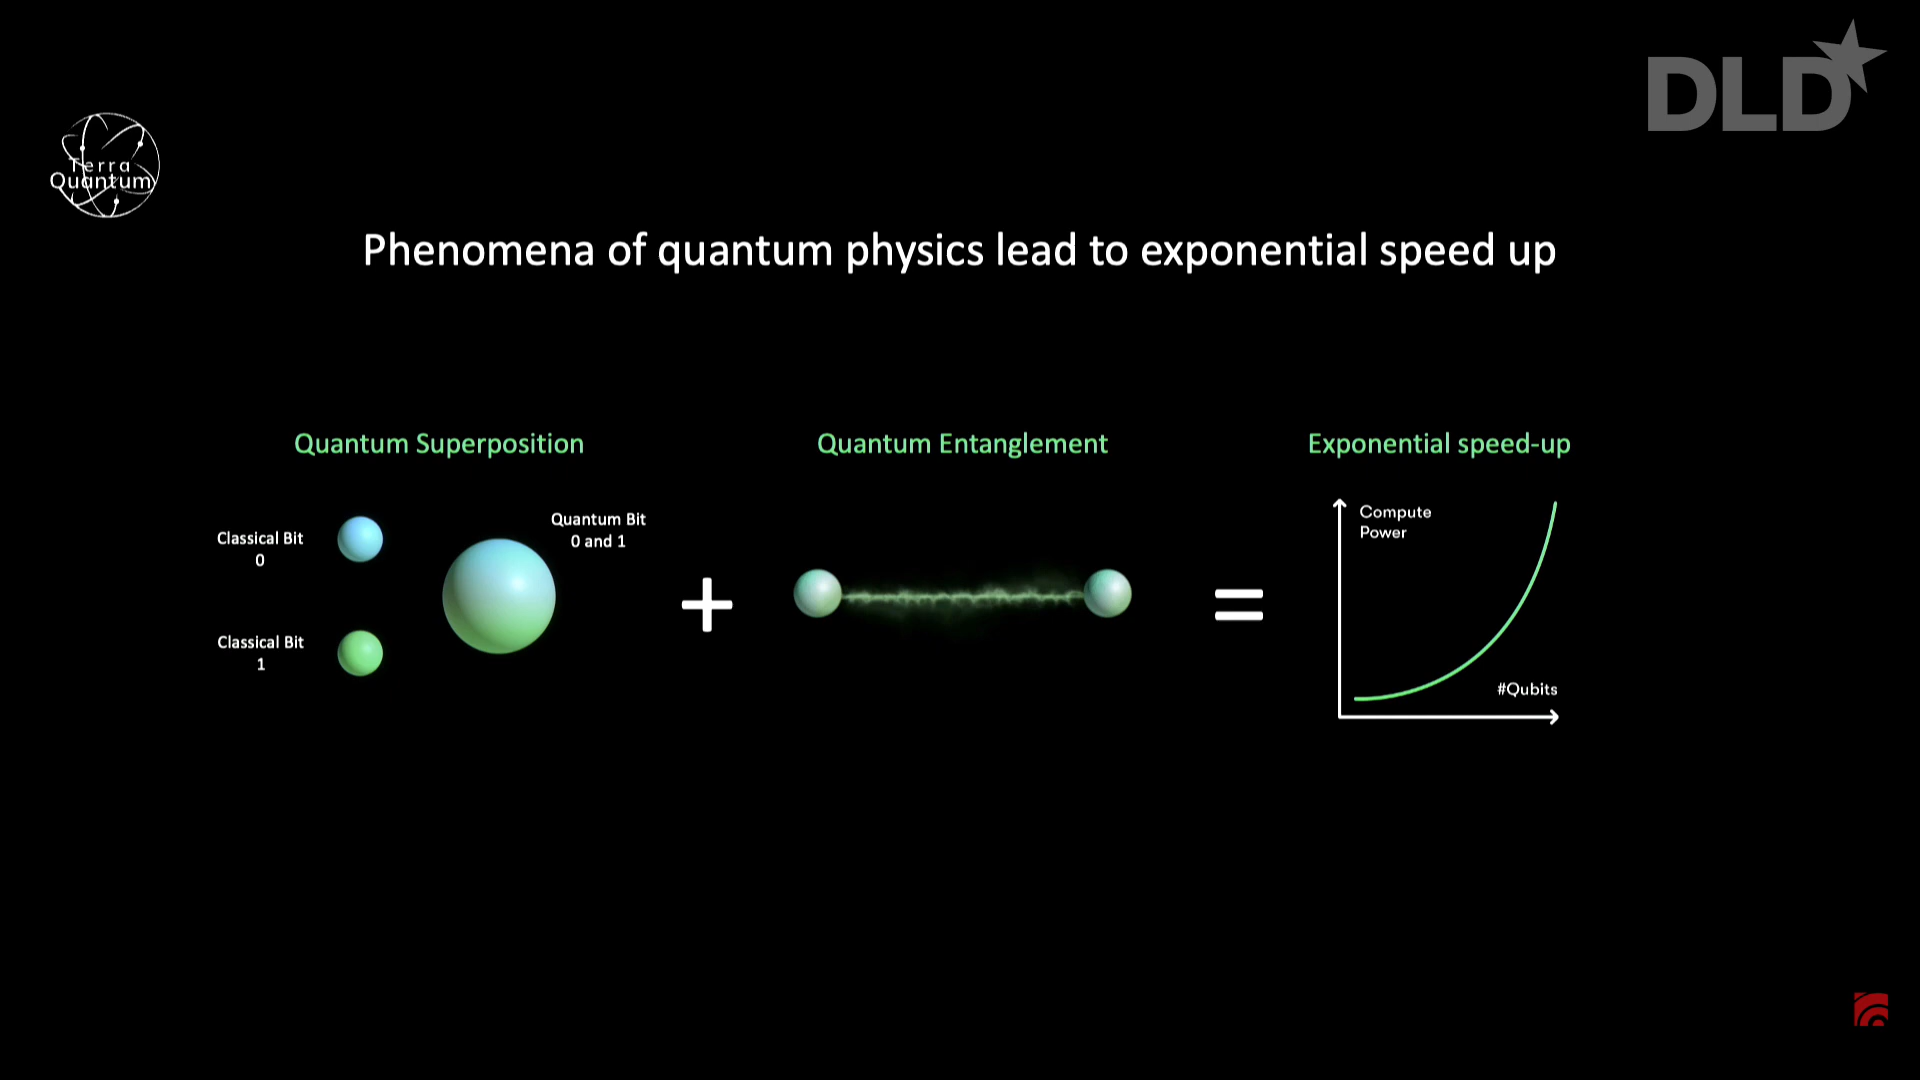 DLD
Terra
Quantum
Phenomena of quantum physics lead to exponential speed up
Quantum Superposition
Classical Bit
0
Classical Bit
1
Quantum Bit
0 and 1
+
Quantum Entanglement
=
Exponential speed-up
Compute
Power
#Qubits